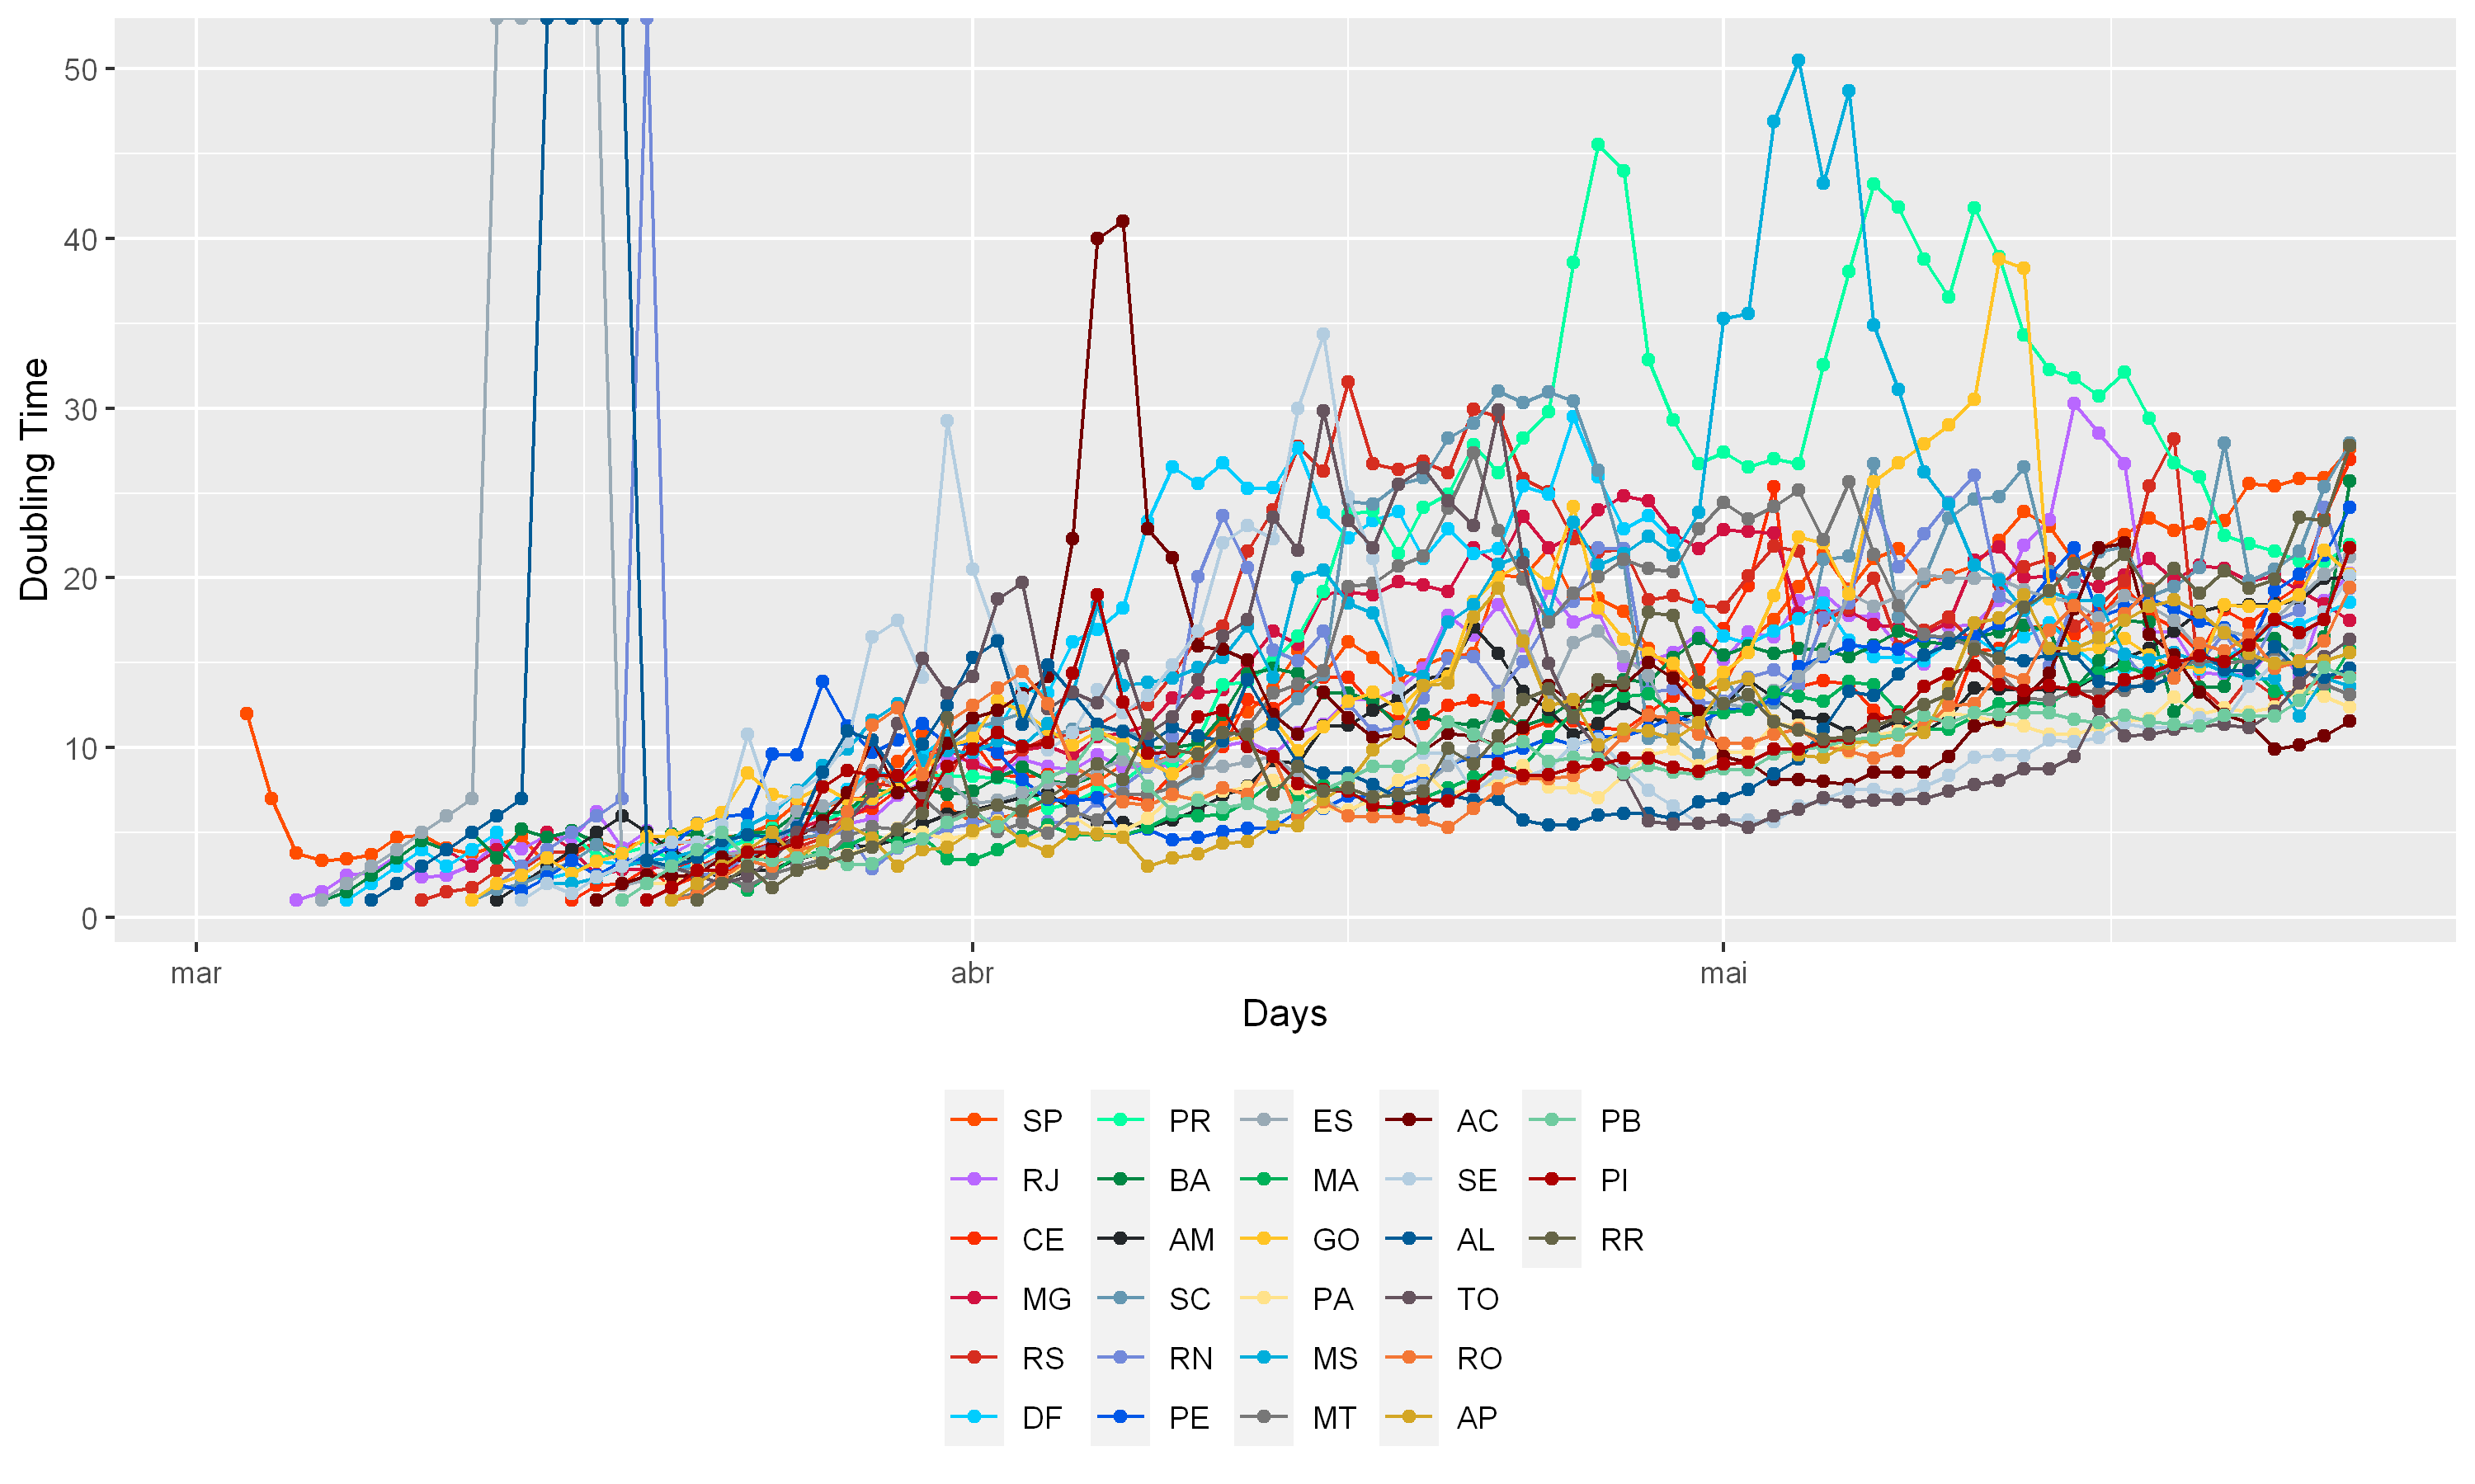 Doubling Time
50
40
30
20
10
0
mar abr mai
Days
SP PR ES AC PB
RJ BA MA SE PI
CE AM GO AL RR
MG SC PA TO
RS RN MS RO
DF PE MT AP